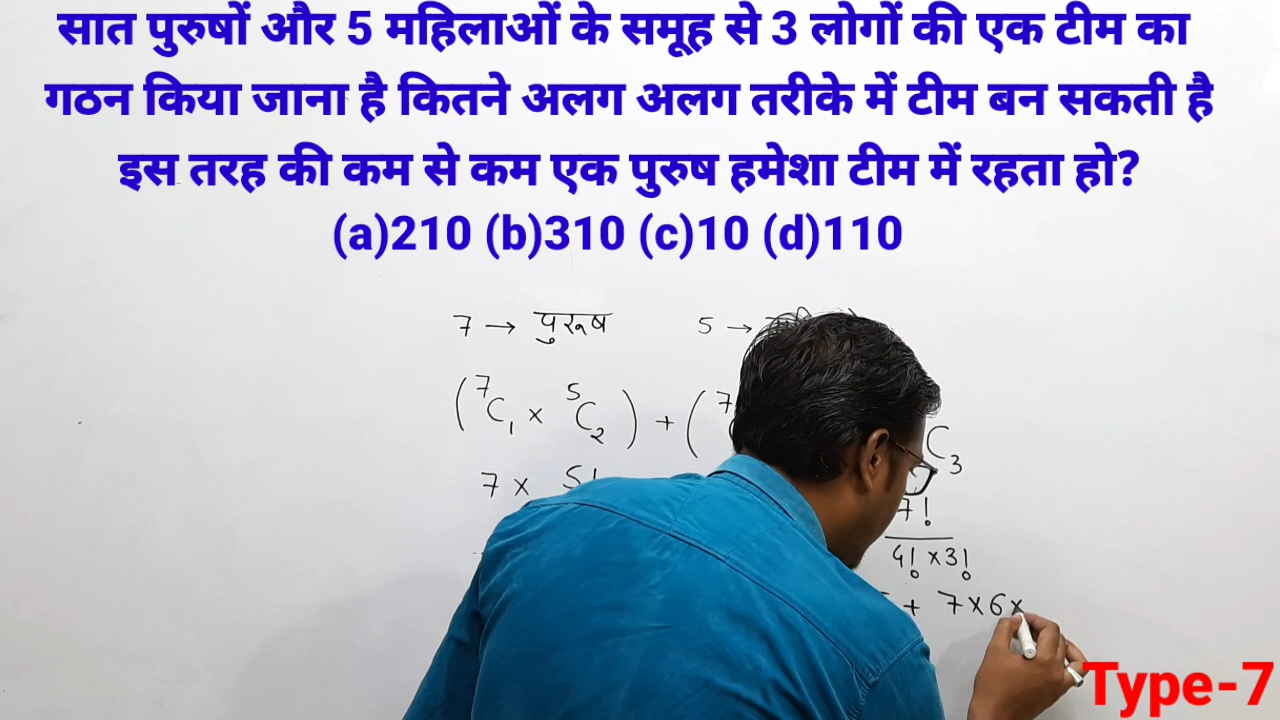 सात पुरुषों और 5 महिलाओं के समूह से 3 लोगों की एक टीम का
गठन किया जाना है कितने अलग अलग तरीके में टीम बन सकती है
इस तरह की कम से कम एक पुरुष हमेशा टीम में रहता हो?
(a)210 (b)310 (c)10 (d)110
7 → पुरूष 5 →
(⁷C₁ × ⁵C₂) + (⁷ C₃
7 × 5! 7!
4! × 3!
+ 7×6×
Type-7